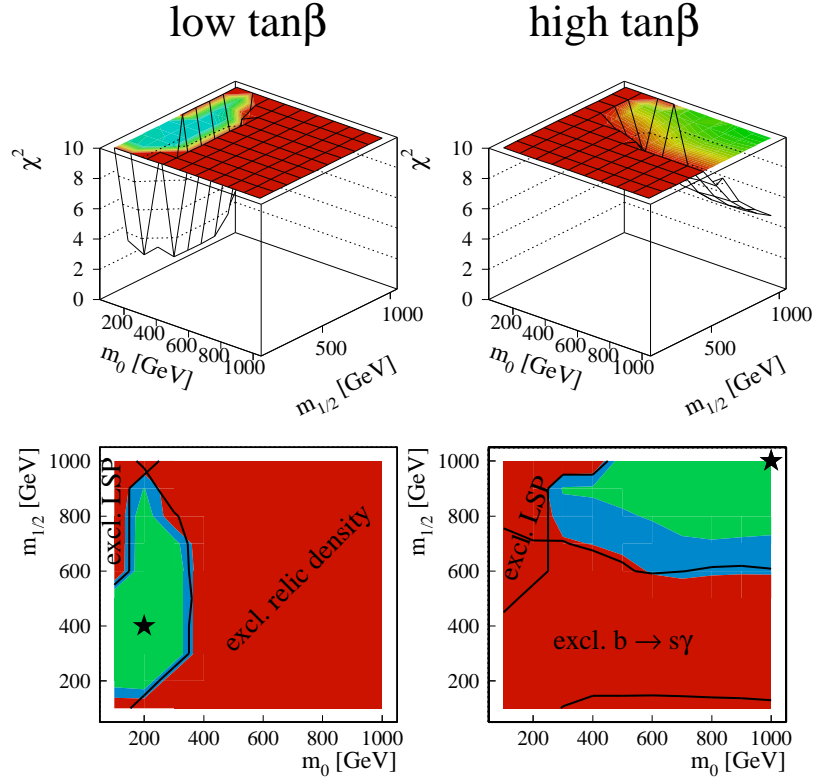 low tanβ
high tanβ
χ²
10
8
6
4
2
0
200
400
600
800
1000
m₀ [GeV]
500
1000
m₁/₂ [GeV]
χ²
10
8
6
4
2
0
200
400
600
800
1000
m₀ [GeV]
500
1000
m₁/₂ [GeV]
m₁/₂ [GeV]
1000
800
600
400
200
excl. LSP
excl. relic density
200
400
600
800
1000
m₀ [GeV]
m₁/₂ [GeV]
1000
800
600
400
200
excl. LSP
excl. b → sγ
200
400
600
800
1000
m₀ [GeV]